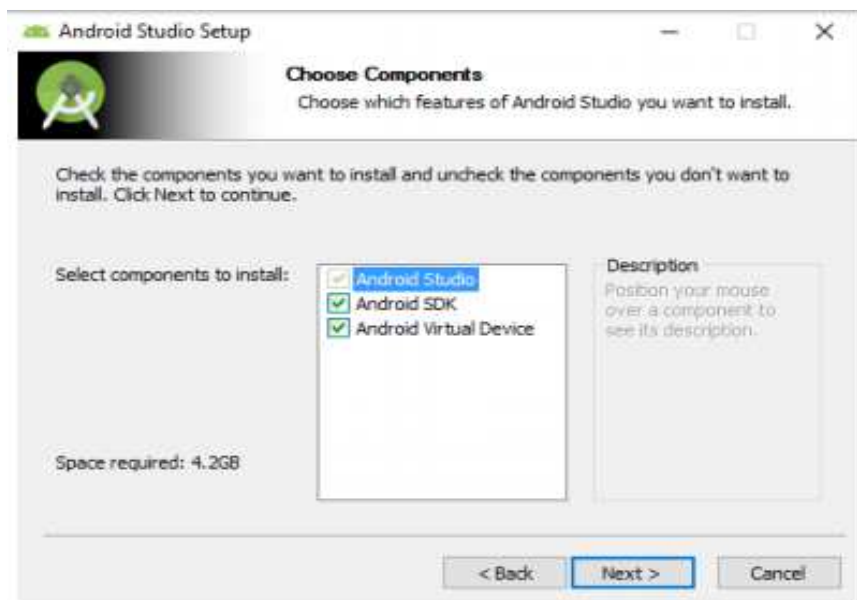 Android Studio Setup
Choose Components
Choose which features of Android Studio you want to install.
Check the components you want to install and uncheck the components you don't want to
install. Click Next to continue.
Select components to install:
Android Studio
Android SDK
Android Virtual Device
Description
Position your mouse
over a component to
see its description.
Space required: 4.2GB
< Back
Next >
Cancel